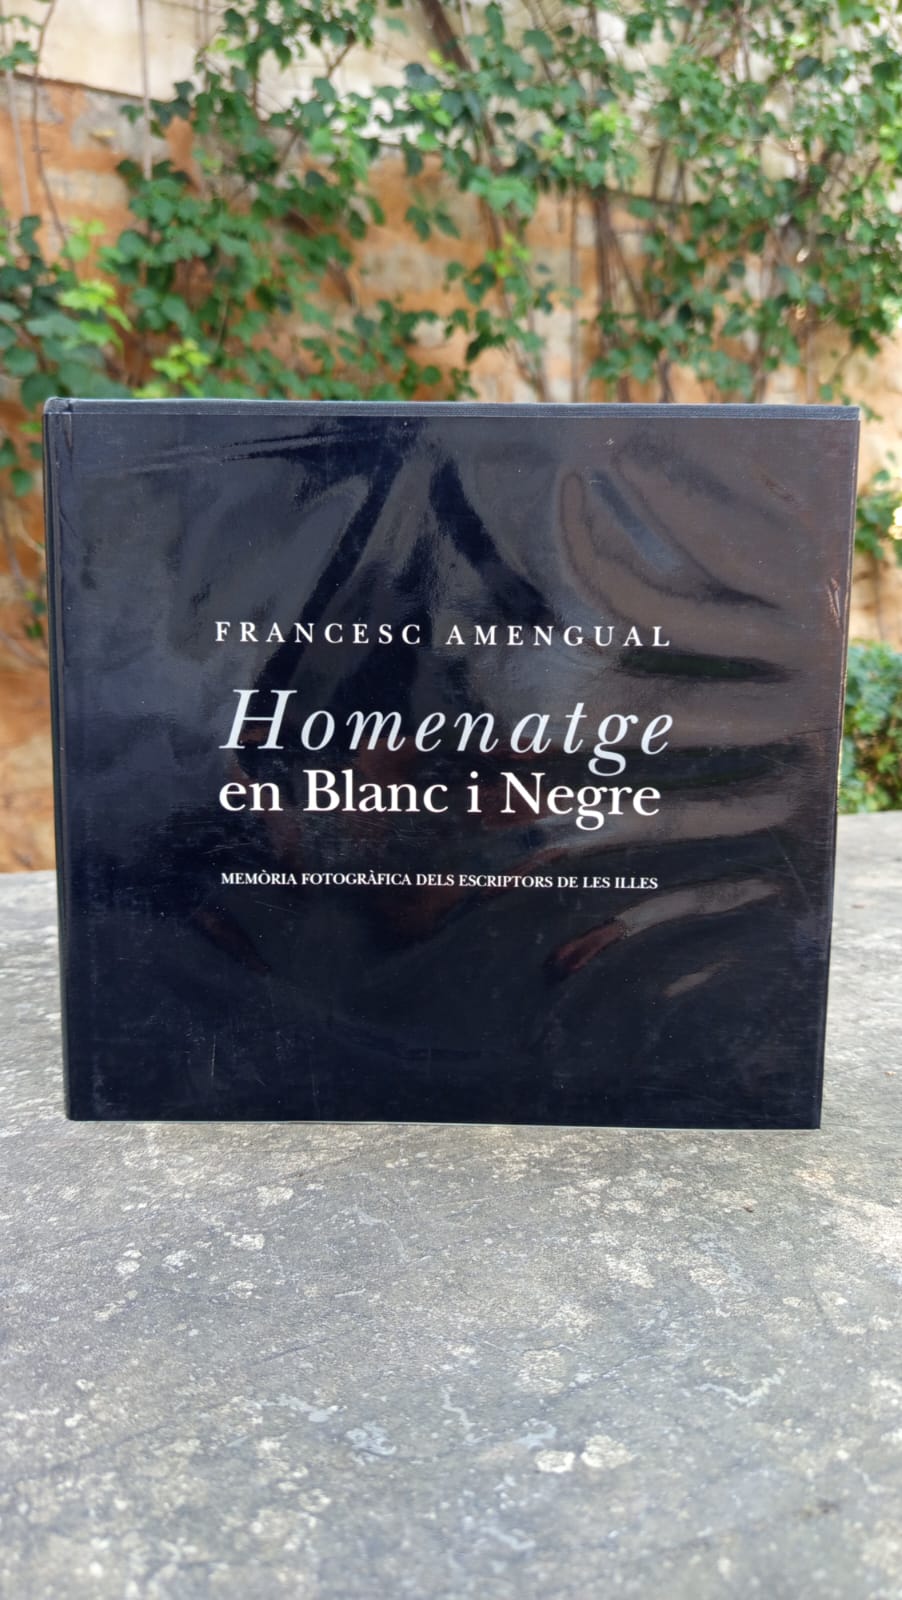 FRANCESC AMENGUAL
Homenatge
en Blanc i Negre
MEMÒRIA FOTOGRÀFICA DELS ESCRIPTORS DE LES ILLES